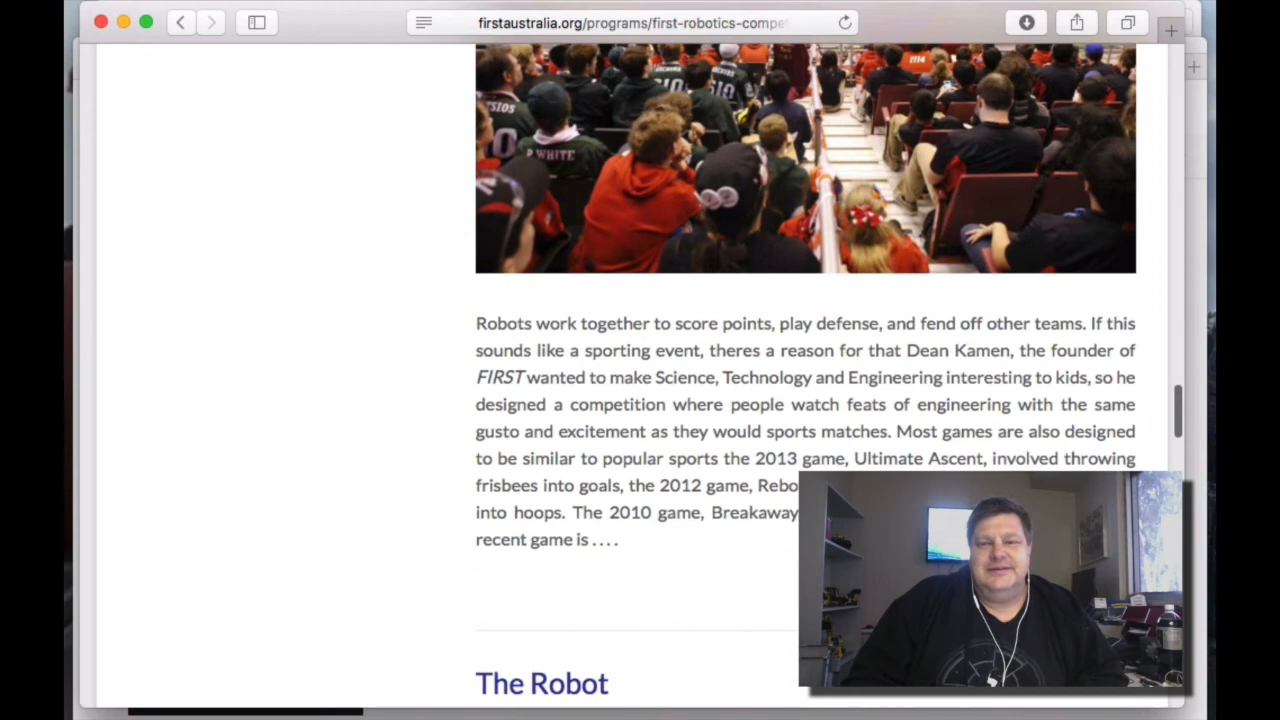 firstaustralia.org/programs/first-robotics-compe
1114
P. WHITE
Robots work together to score points, play defense, and fend off other teams. If this
sounds like a sporting event, theres a reason for that Dean Kamen, the founder of
FIRST wanted to make Science, Technology and Engineering interesting to kids, so he
designed a competition where people watch feats of engineering with the same
gusto and excitement as they would sports matches. Most games are also designed
to be similar to popular sports the 2013 game, Ultimate Ascent, involved throwing
frisbees into goals, the 2012 game, Rebo
into hoops. The 2010 game, Breakaway
recent game is . . . .
The Robot